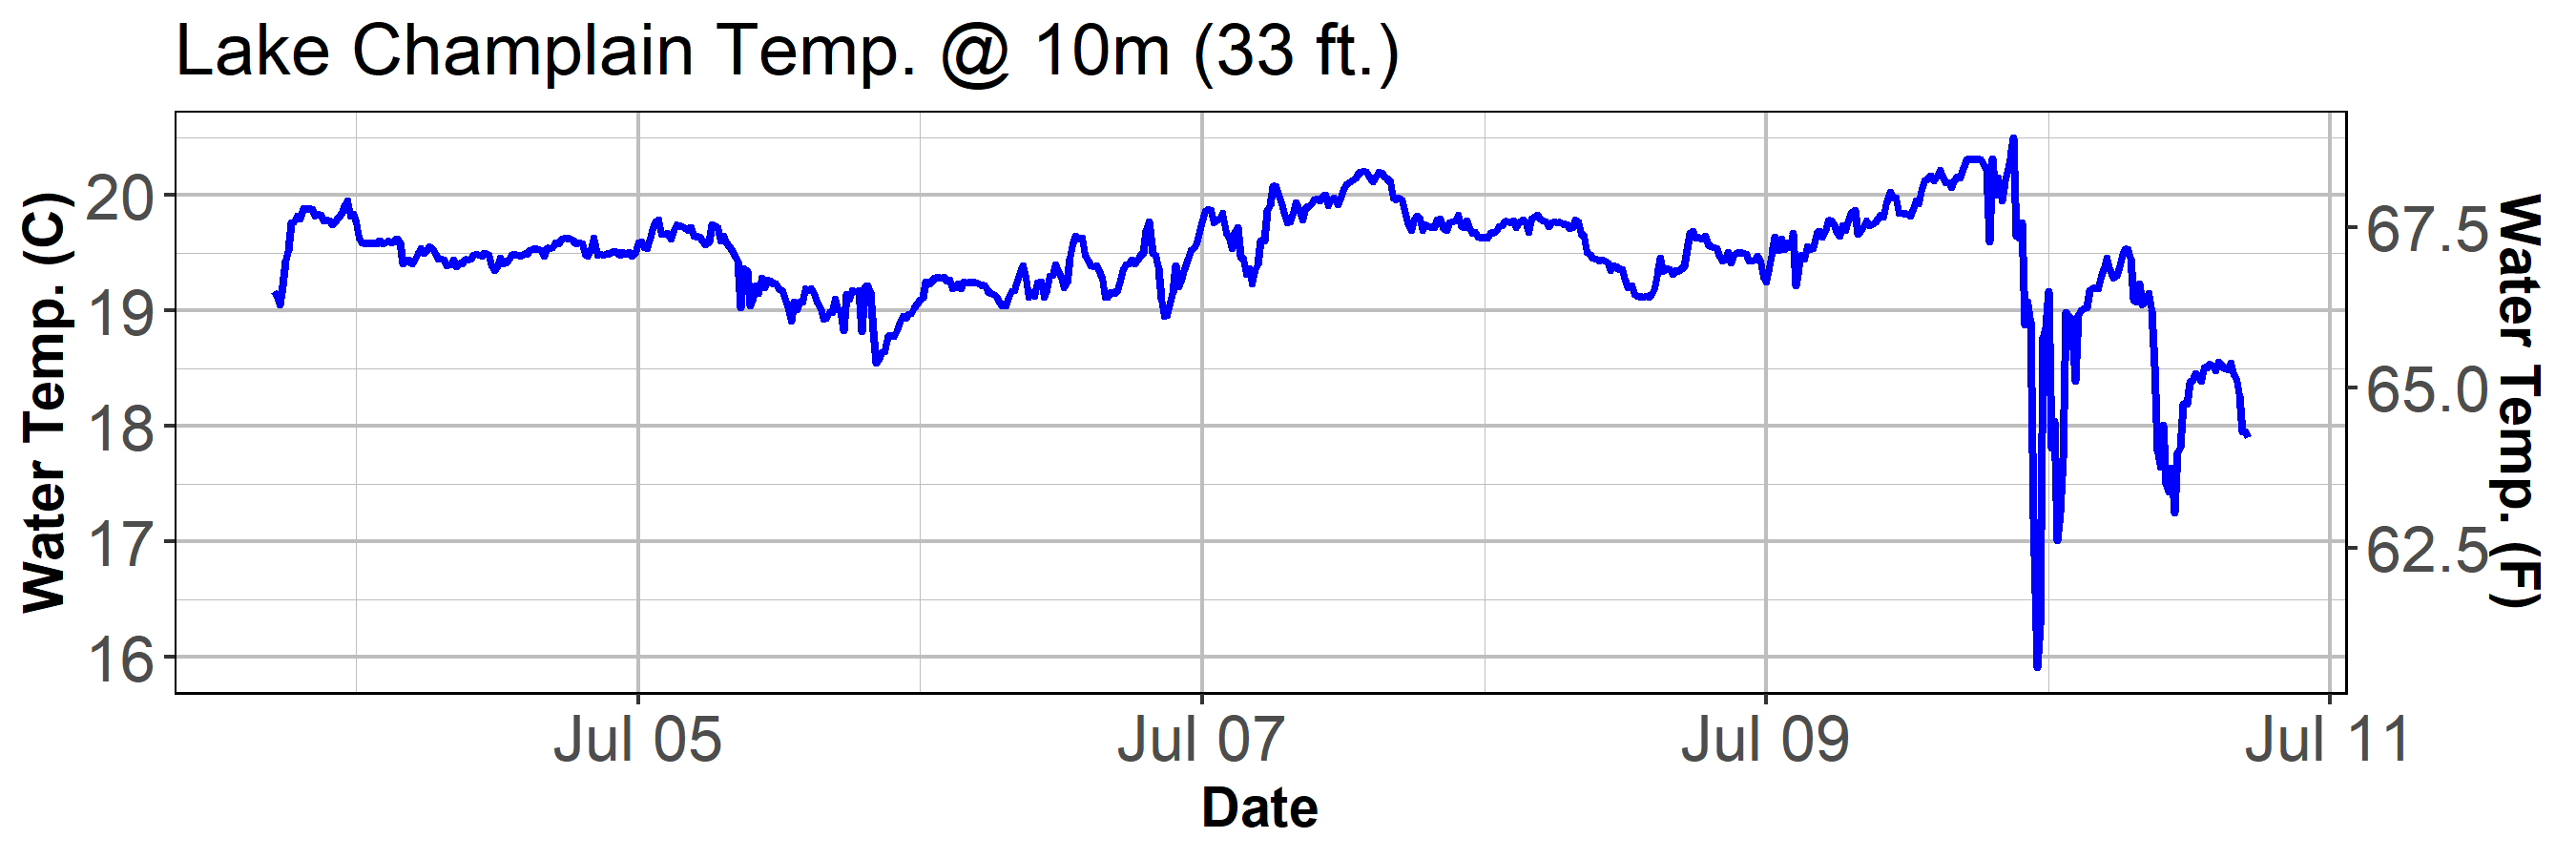 Lake Champlain Temp. @ 10m (33 ft.)
Water Temp. (C)
20
19
18
17
16
67.5
65.0
62.5
Water Temp. (F)
Jul 05
Jul 07
Jul 09
Jul 11
Date